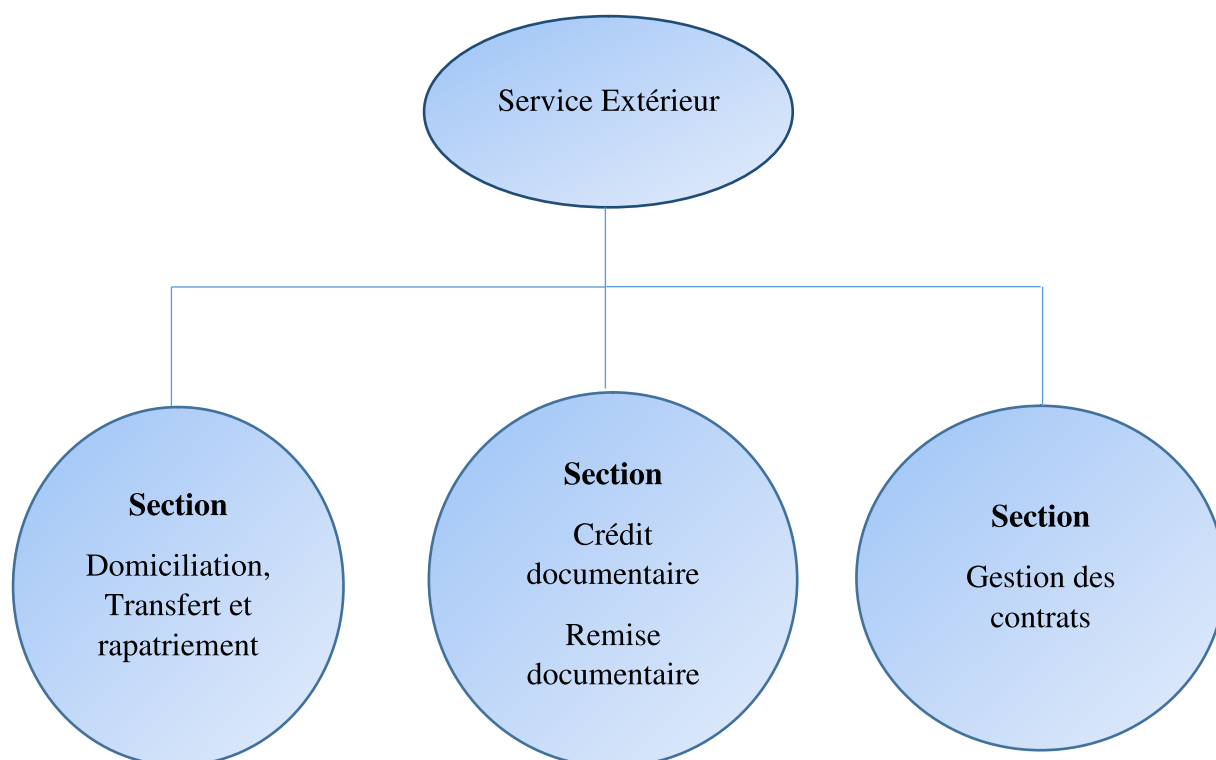 Service Extérieur
Section
Domiciliation,
Transfert et
rapatriement
Section
Crédit
documentaire
Remise
documentaire
Section
Gestion des
contrats